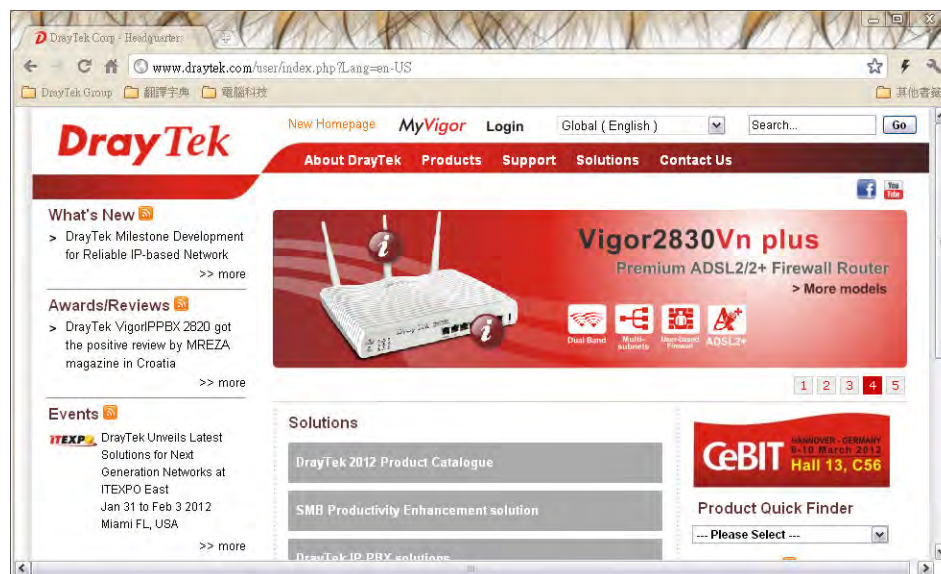 DrayTek Corp - Headquarter
www.draytek.com/user/index.php?Lang=en-US
DrayTek Group
翻譯字典
電腦科技
其他書籤
DrayTek
New Homepage
MyVigor
Login
Global ( English )
Search...
Go
About DrayTek
Products
Support
Solutions
Contact Us
You Tube
What's New
> DrayTek Milestone Development
for Reliable IP-based Network
>> more
Awards/Reviews
> DrayTek VigorIPPBX 2820 got
the positive review by MREZA
magazine in Croatia
>> more
Events
ITEXPO
DrayTek Unveils Latest
Solutions for Next
Generation Networks at
ITEXPO East
Jan 31 to Feb 3 2012
Miami FL, USA
>> more
Vigor2830Vn plus
Premium ADSL2/2+ Firewall Router
> More models
Dual Band
Multi-subnets
User-based Firewall
ADSL2+
1 2 3 4 5
Solutions
DrayTek 2012 Product Catalogue
SMB Productivity Enhancement solution
DrayTek IP PBX solutions
CeBIT
HANNOVER - GERMANY
6-10 March 2012
Hall 13, C56
Product Quick Finder
--- Please Select ---